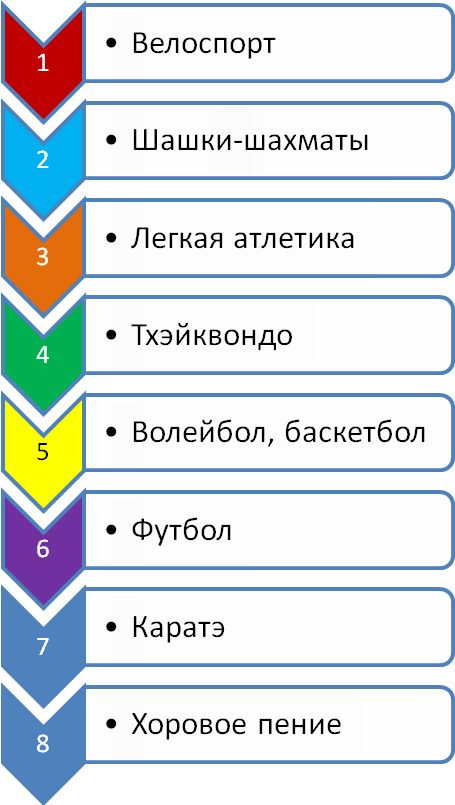 1
• Велоспорт
2
• Шашки-шахматы
3
• Легкая атлетика
4
• Тхэйквондо
5
• Волейбол, баскетбол
6
• Футбол
7
• Каратэ
8
• Хоровое пение